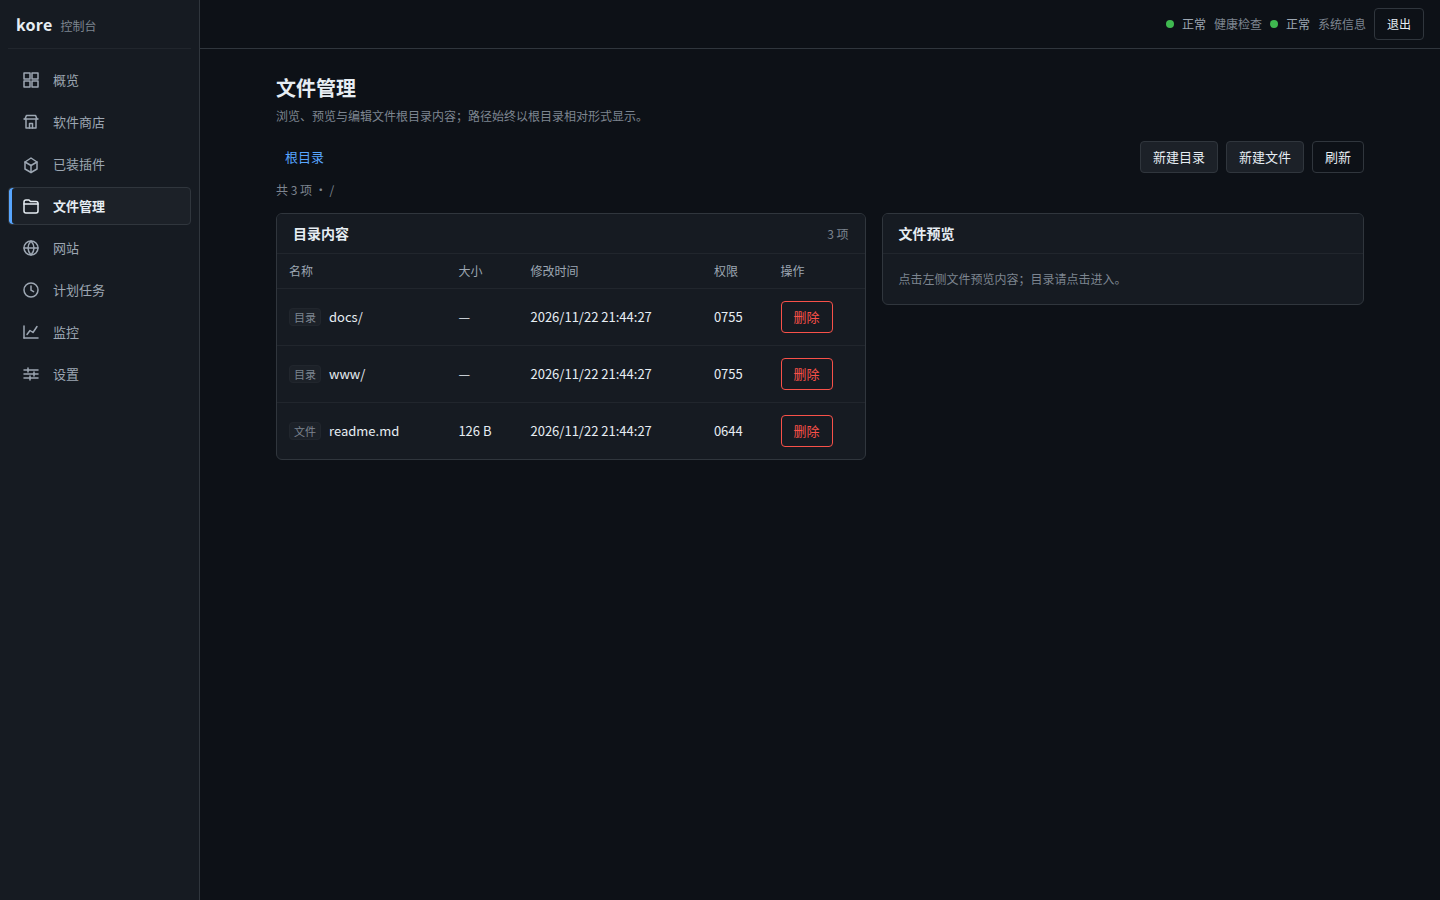 kore 控制台
正常 健康检查 正常 系统信息 退出
概览
软件商店
已装插件
文件管理
网站
计划任务
监控
设置
文件管理
浏览、预览与编辑文件根目录内容；路径始终以根目录相对形式显示。
根目录
新建目录 新建文件 刷新
共 3 项 · /
目录内容 3 项
名称 大小 修改时间 权限 操作
目录 docs/ — 2026/11/22 21:44:27 0755 删除
目录 www/ — 2026/11/22 21:44:27 0755 删除
文件 readme.md 126 B 2026/11/22 21:44:27 0644 删除
文件预览
点击左侧文件预览内容；目录请点击进入。